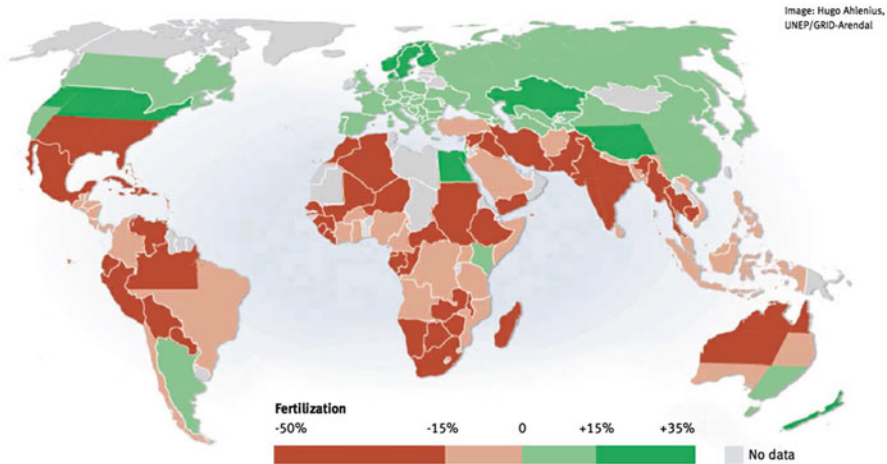 Image: Hugo Ahlenius,
UNEP/GRID-Arendal
Fertilization
-50% -15% 0 +15% +35%
No data